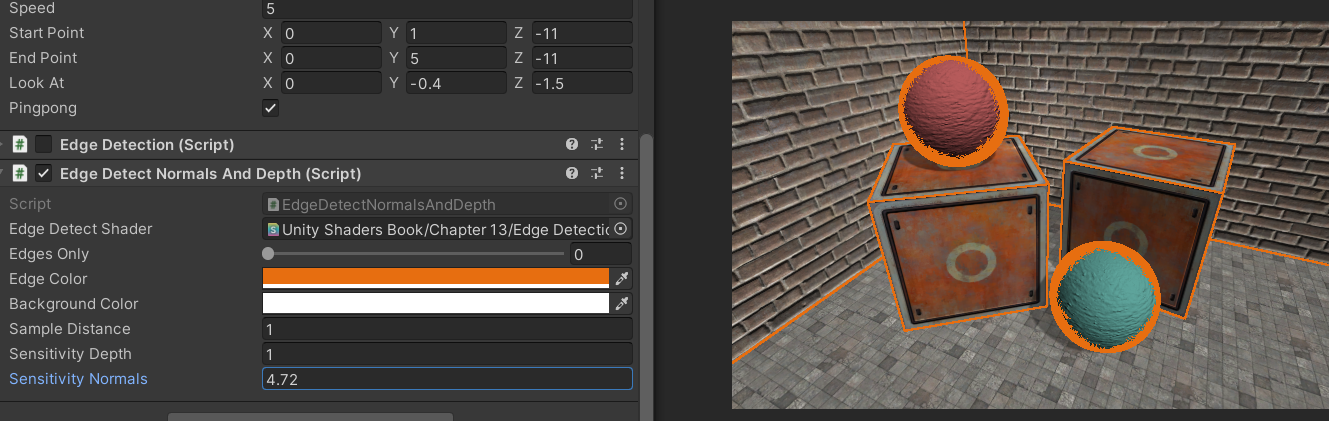 Speed 5
Start Point X 0 Y 1 Z -11
End Point X 0 Y 5 Z -11
Look At X 0 Y -0.4 Z -1.5
Pingpong
# Edge Detection (Script)
# Edge Detect Normals And Depth (Script)
Script EdgeDetectNormalsAndDepth
Edge Detect Shader Unity Shaders Book/Chapter 13/Edge Detectio
Edges Only 0
Edge Color
Background Color
Sample Distance 1
Sensitivity Depth 1
Sensitivity Normals 4.72